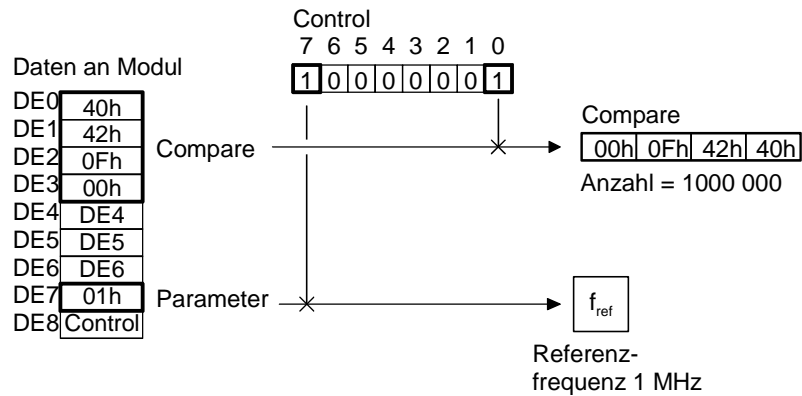 Control
7 6 5 4 3 2 1 0
1 0 0 0 0 0 0 1
Daten an Modul
DE0 40h
DE1 42h
DE2 0Fh
DE3 00h
DE4 DE4
DE5 DE5
DE6 DE6
DE7 01h
DE8 Control
Compare
Parameter
Compare
00h 0Fh 42h 40h
Anzahl = 1000 000
fref
Referenz-
frequenz 1 MHz